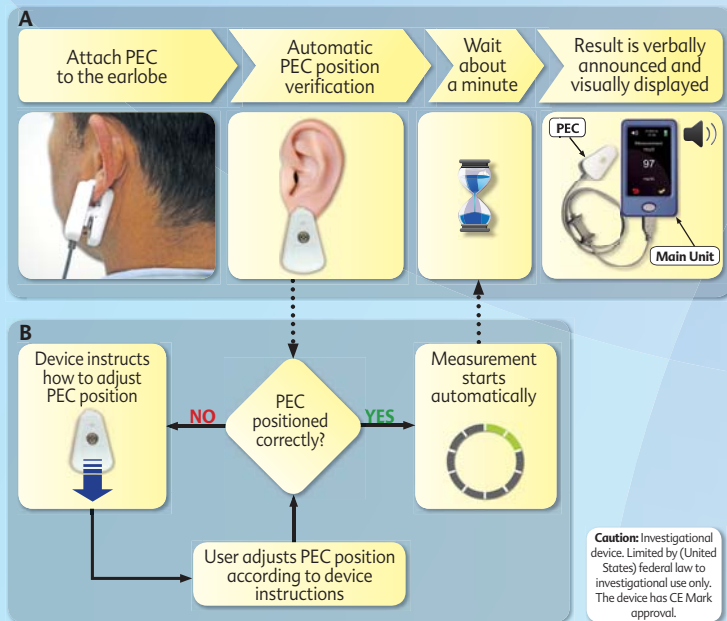 A
Attach PEC
to the earlobe
Automatic
PEC position
verification
Wait
about
a minute
Result is verbally
announced and
visually displayed
PEC
97
Main Unit
B
Device instructs
how to adjust
PEC position
NO
PEC
positioned
correctly?
YES
Measurement
starts
automatically
User adjusts PEC position
according to device
instructions
Caution: Investigational
device. Limited by (United
States) federal law to
investigational use only.
The device has CE Mark
approval.